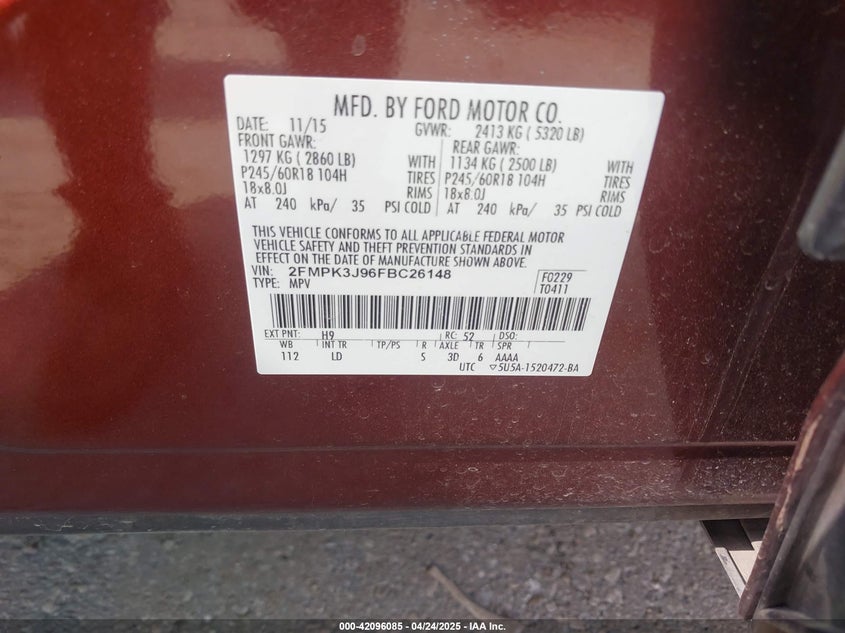 MFD. BY FORD MOTOR CO.
DATE: 11/15 GVWR: 2413 KG ( 5320 LB)
FRONT GAWR: REAR GAWR:
1297 KG ( 2860 LB) WITH 1134 KG ( 2500 LB) WITH
P245/60R18 104H TIRES P245/60R18 104H TIRES
18x8.0J RIMS 18x8.0J RIMS
AT 240 kPa/ 35 PSI COLD AT 240 kPa/ 35 PSI COLD
THIS VEHICLE CONFORMS TO ALL APPLICABLE FEDERAL MOTOR
VEHICLE SAFETY AND THEFT PREVENTION STANDARDS IN
EFFECT ON THE DATE OF MANUFACTURE SHOWN ABOVE.
VIN: 2FMPK3J96FBC26148 F0229
TYPE: MPV T0411
EXT PNT: H9 RC: 52 DSO:
WB INT TR TP/PS R AXLE TR SPR
112 LD S 3D 6 AAAA
UTC ▽5U5A-1520472-BA
000-42096085 - 04/24/2025 - IAA Inc.